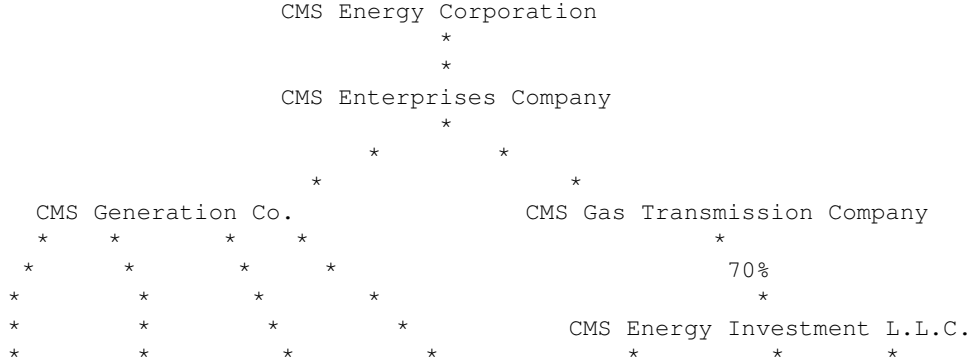 CMS Energy Corporation
*
*
CMS Enterprises Company
*
* *
* *
CMS Generation Co. CMS Gas Transmission Company
* * * * *
* * * * 70%
* * * * *
* * * * CMS Energy Investment L.L.C.
* * * * * * *